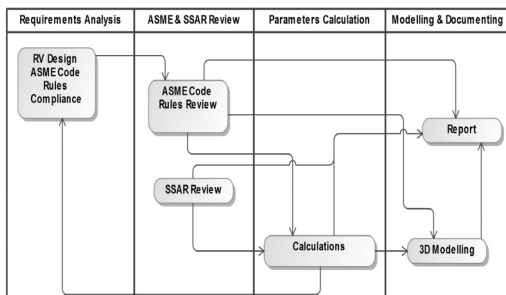 Requirements Analysis
ASME & SSAR Review
Parameters Calculation
Modelling & Documenting
RV Design
ASME Code
Rules
Compliance
ASME Code
Rules Review
Report
SSAR Review
Calculations
3D Modelling